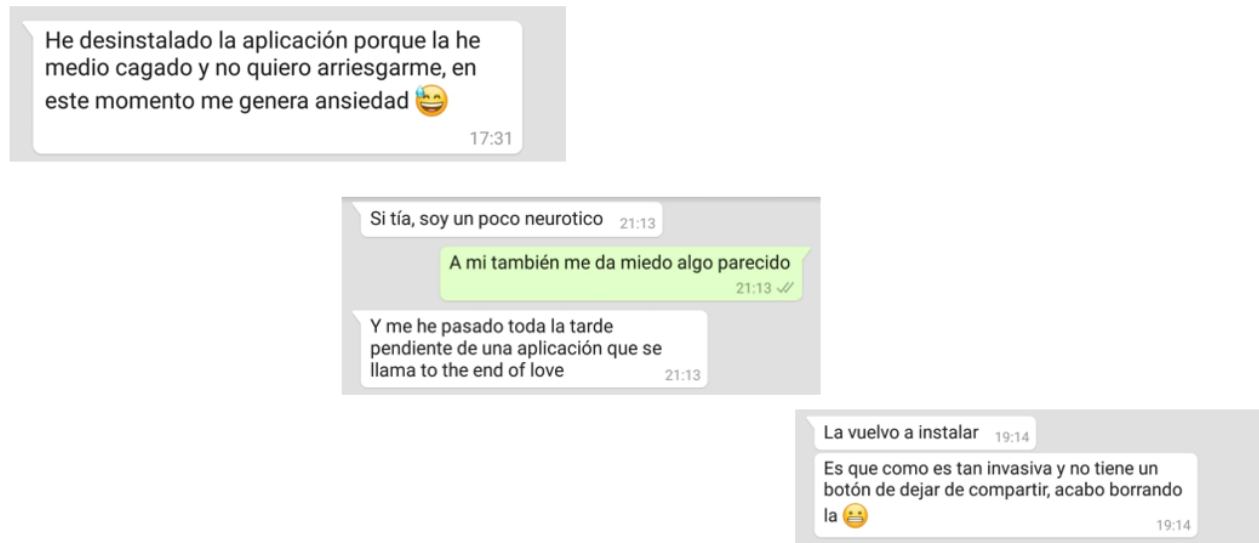 He desinstalado la aplicación porque la he
medio cagado y no quiero arriesgarme, en
este momento me genera ansiedad 😅
17:31
Si tía, soy un poco neurotico 21:13
A mi también me da miedo algo parecido
21:13
Y me he pasado toda la tarde
pendiente de una aplicación que se
llama to the end of love 21:13
La vuelvo a instalar 19:14
Es que como es tan invasiva y no tiene un
botón de dejar de compartir, acabo borrando
la 😬
19:14